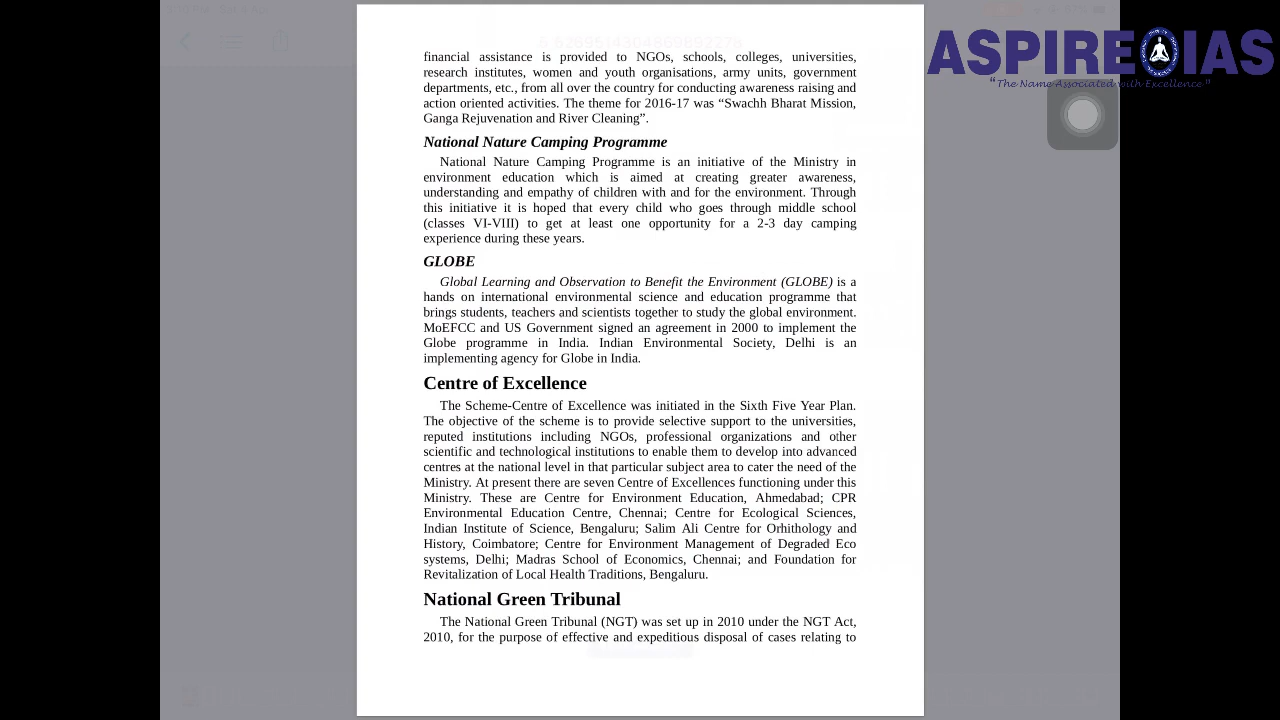 ASPIRE IAS
“The Name Associated with Excellence”
financial assistance is provided to NGOs, schools, colleges, universities,
research institutes, women and youth organisations, army units, government
departments, etc., from all over the country for conducting awareness raising and
action oriented activities. The theme for 2016-17 was “Swachh Bharat Mission,
Ganga Rejuvenation and River Cleaning”.
National Nature Camping Programme
National Nature Camping Programme is an initiative of the Ministry in
environment education which is aimed at creating greater awareness,
understanding and empathy of children with and for the environment. Through
this initiative it is hoped that every child who goes through middle school
(classes VI-VIII) to get at least one opportunity for a 2-3 day camping
experience during these years.
GLOBE
Global Learning and Observation to Benefit the Environment (GLOBE) is a
hands on international environmental science and education programme that
brings students, teachers and scientists together to study the global environment.
MoEFCC and US Government signed an agreement in 2000 to implement the
Globe programme in India. Indian Environmental Society, Delhi is an
implementing agency for Globe in India.
Centre of Excellence
The Scheme-Centre of Excellence was initiated in the Sixth Five Year Plan.
The objective of the scheme is to provide selective support to the universities,
reputed institutions including NGOs, professional organizations and other
scientific and technological institutions to enable them to develop into advanced
centres at the national level in that particular subject area to cater the need of the
Ministry. At present there are seven Centre of Excellences functioning under this
Ministry. These are Centre for Environment Education, Ahmedabad; CPR
Environmental Education Centre, Chennai; Centre for Ecological Sciences,
Indian Institute of Science, Bengaluru; Salim Ali Centre for Orhithology and
History, Coimbatore; Centre for Environment Management of Degraded Eco
systems, Delhi; Madras School of Economics, Chennai; and Foundation for
Revitalization of Local Health Traditions, Bengaluru.
National Green Tribunal
The National Green Tribunal (NGT) was set up in 2010 under the NGT Act,
2010, for the purpose of effective and expeditious disposal of cases relating to